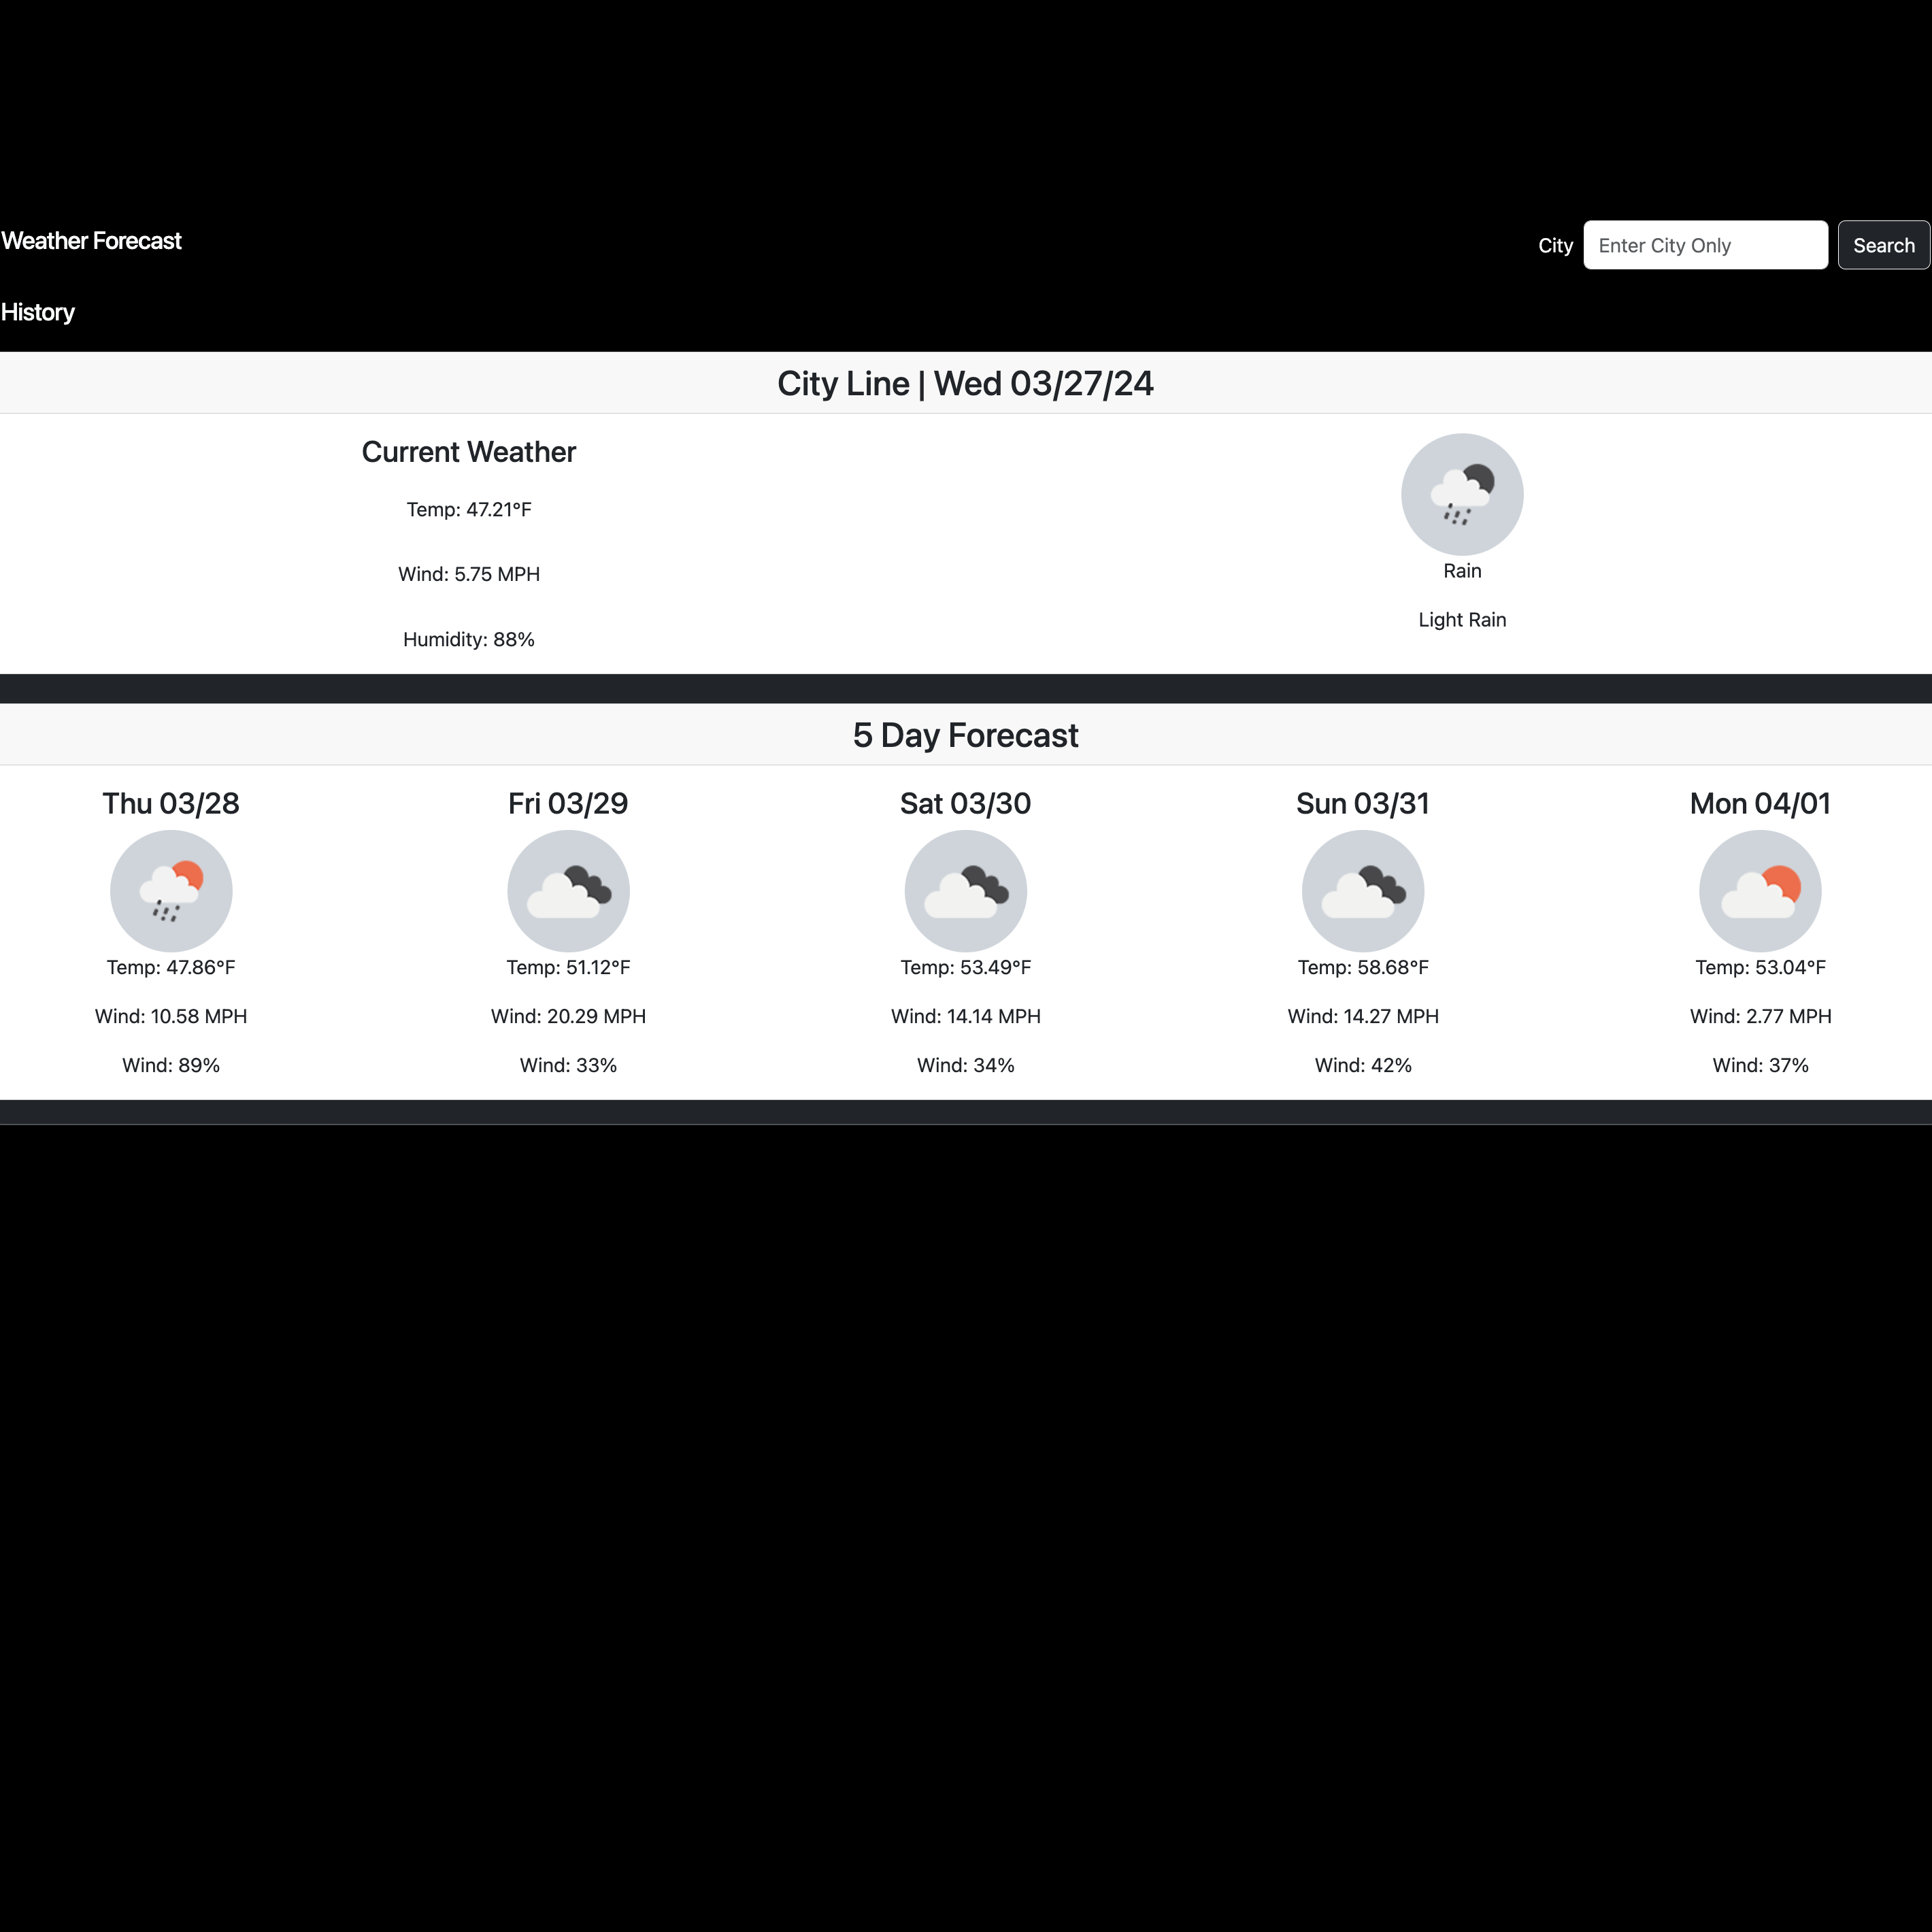 Weather Forecast
City Enter City Only Search
History
City Line | Wed 03/27/24
Current Weather
Temp: 47.21°F
Wind: 5.75 MPH
Humidity: 88%
Rain
Light Rain
5 Day Forecast
Thu 03/28
Temp: 47.86°F
Wind: 10.58 MPH
Wind: 89%
Fri 03/29
Temp: 51.12°F
Wind: 20.29 MPH
Wind: 33%
Sat 03/30
Temp: 53.49°F
Wind: 14.14 MPH
Wind: 34%
Sun 03/31
Temp: 58.68°F
Wind: 14.27 MPH
Wind: 42%
Mon 04/01
Temp: 53.04°F
Wind: 2.77 MPH
Wind: 37%